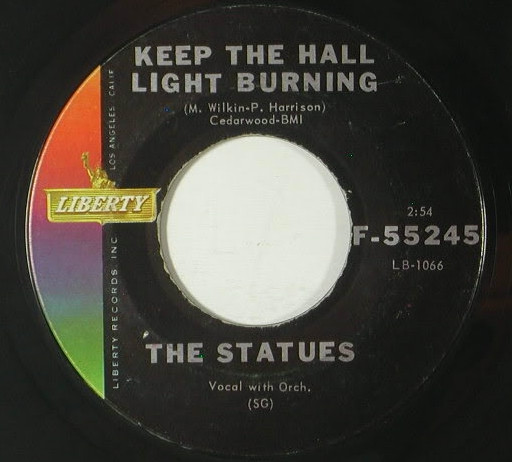 KEEP THE HALL
LIGHT BURNING
(M. Wilkin-P. Harrison)
Cedarwood-BMI
LIBERTY
LIBERTY RECORDS, INC. LOS ANGELES, CALIF.
2:54
F-55245
LB-1066
THE STATUES
Vocal with Orch.
(SG)